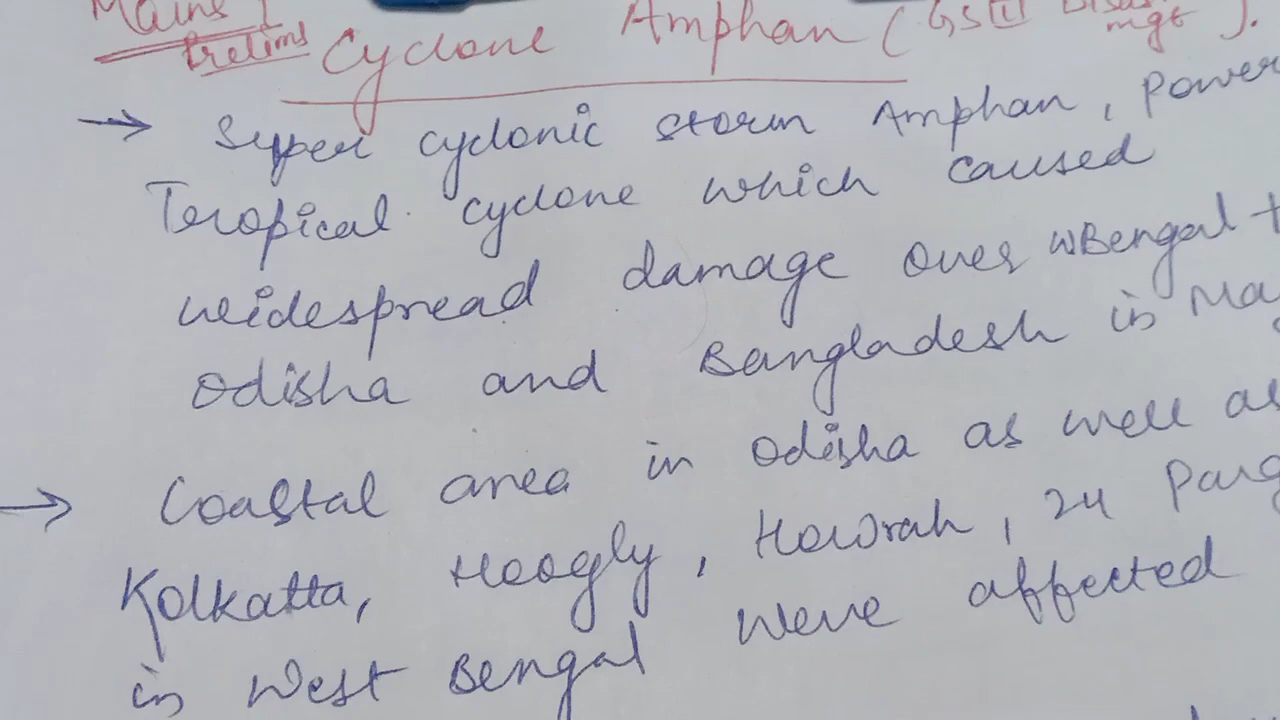 Mains
Prelims
Cyclone Amphan (GS III Disas
mgt ).
→ Super cyclonic storm Amphan, Power
Tropical cyclone which caused
widespread damage over WBengal +
Odisha and Bangladesh in Ma
→ Coastal area in Odisha as well as
Kolkatta, Hoogly, Howrah, 24 Parg
in West Bengal were affected